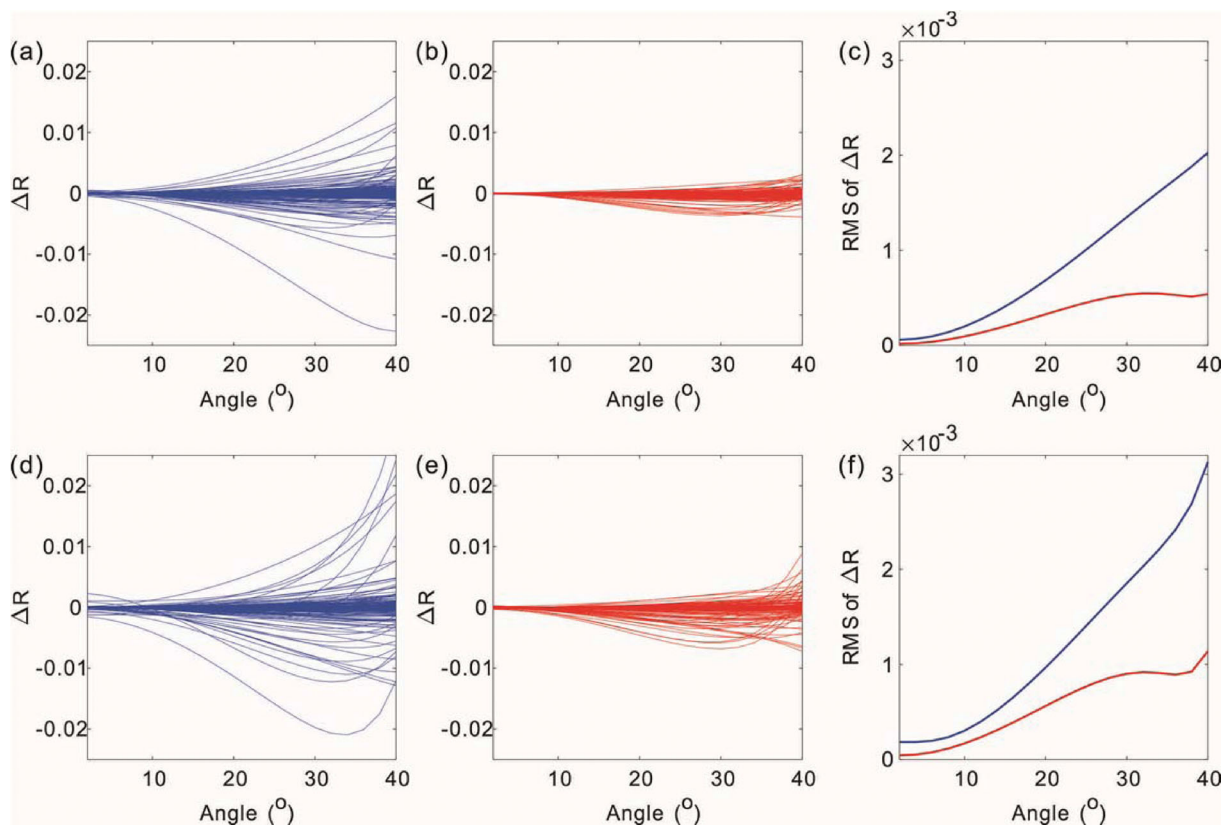 (a)
0.02
0.01
0
-0.01
-0.02
ΔR
10 20 30 40
Angle (º)
(b)
0.02
0.01
0
-0.01
-0.02
ΔR
10 20 30 40
Angle (º)
(c)
×10⁻³
3
2
1
0
RMS of ΔR
10 20 30 40
Angle (º)
(d)
0.02
0.01
0
-0.01
-0.02
ΔR
10 20 30 40
Angle (º)
(e)
0.02
0.01
0
-0.01
-0.02
ΔR
10 20 30 40
Angle (º)
(f)
×10⁻³
3
2
1
0
RMS of ΔR
10 20 30 40
Angle (º)